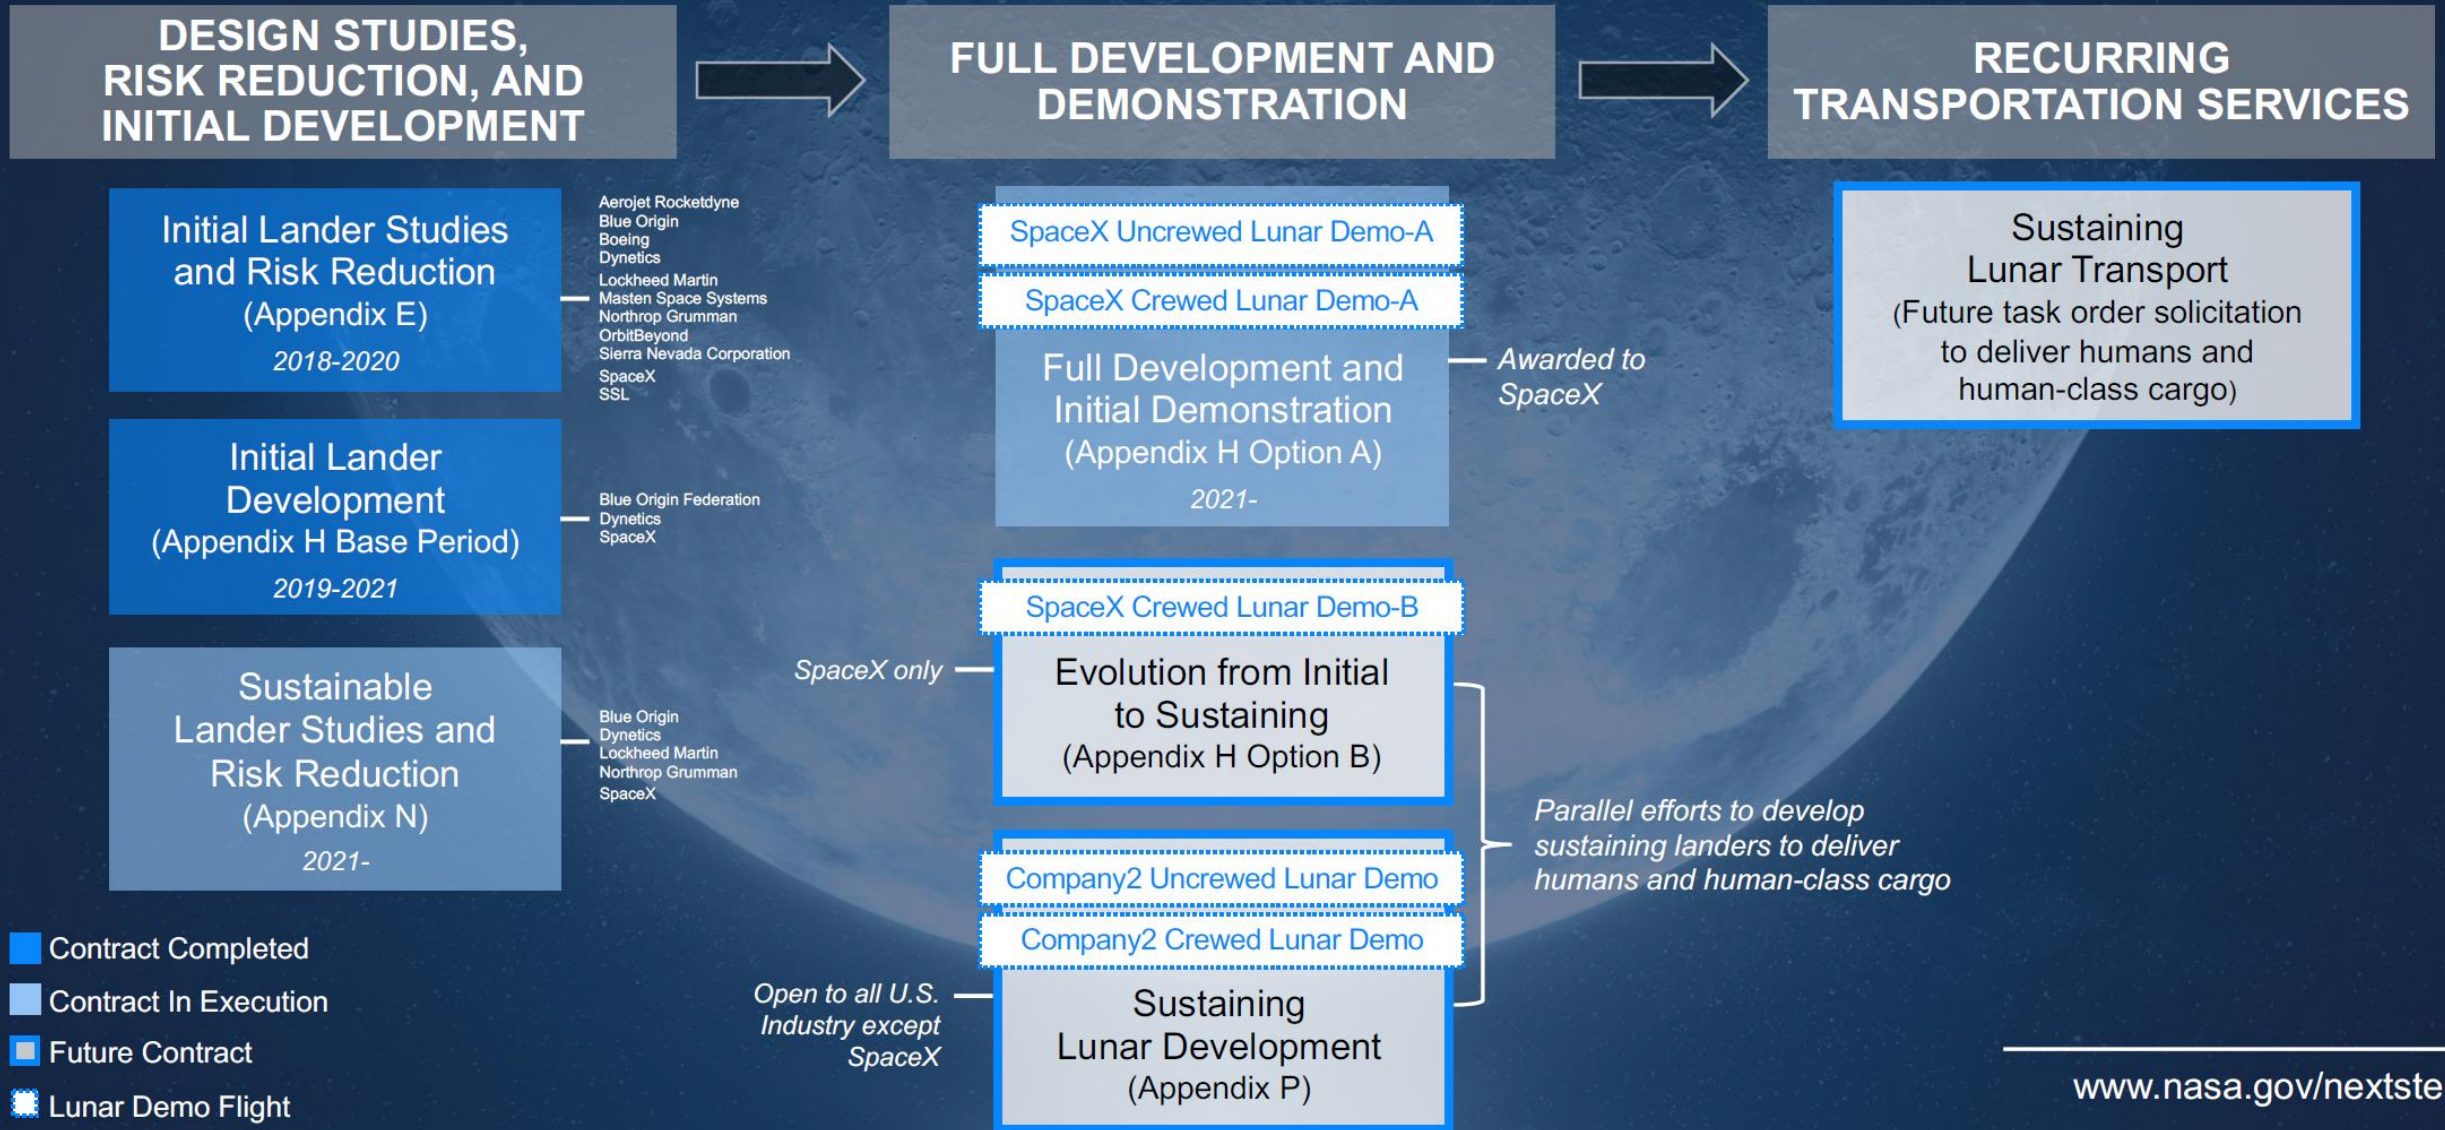 DESIGN STUDIES,
RISK REDUCTION, AND
INITIAL DEVELOPMENT
FULL DEVELOPMENT AND
DEMONSTRATION
RECURRING
TRANSPORTATION SERVICES
Initial Lander Studies
and Risk Reduction
(Appendix E)
2018-2020
Aerojet Rocketdyne
Blue Origin
Boeing
Dynetics
Lockheed Martin
Masten Space Systems
Northrop Grumman
OrbitBeyond
Sierra Nevada Corporation
SpaceX
SSL
Initial Lander
Development
(Appendix H Base Period)
2019-2021
Blue Origin Federation
Dynetics
SpaceX
Sustainable
Lander Studies and
Risk Reduction
(Appendix N)
2021-
Blue Origin
Dynetics
Lockheed Martin
Northrop Grumman
SpaceX
SpaceX Uncrewed Lunar Demo-A
SpaceX Crewed Lunar Demo-A
Full Development and
Initial Demonstration
(Appendix H Option A)
2021-
Awarded to
SpaceX
SpaceX Crewed Lunar Demo-B
SpaceX only
Evolution from Initial
to Sustaining
(Appendix H Option B)
Company2 Uncrewed Lunar Demo
Company2 Crewed Lunar Demo
Open to all U.S.
Industry except
SpaceX
Sustaining
Lunar Development
(Appendix P)
Parallel efforts to develop
sustaining landers to deliver
humans and human-class cargo
Sustaining
Lunar Transport
(Future task order solicitation
to deliver humans and
human-class cargo)
Contract Completed
Contract In Execution
Future Contract
Lunar Demo Flight
www.nasa.gov/nextste